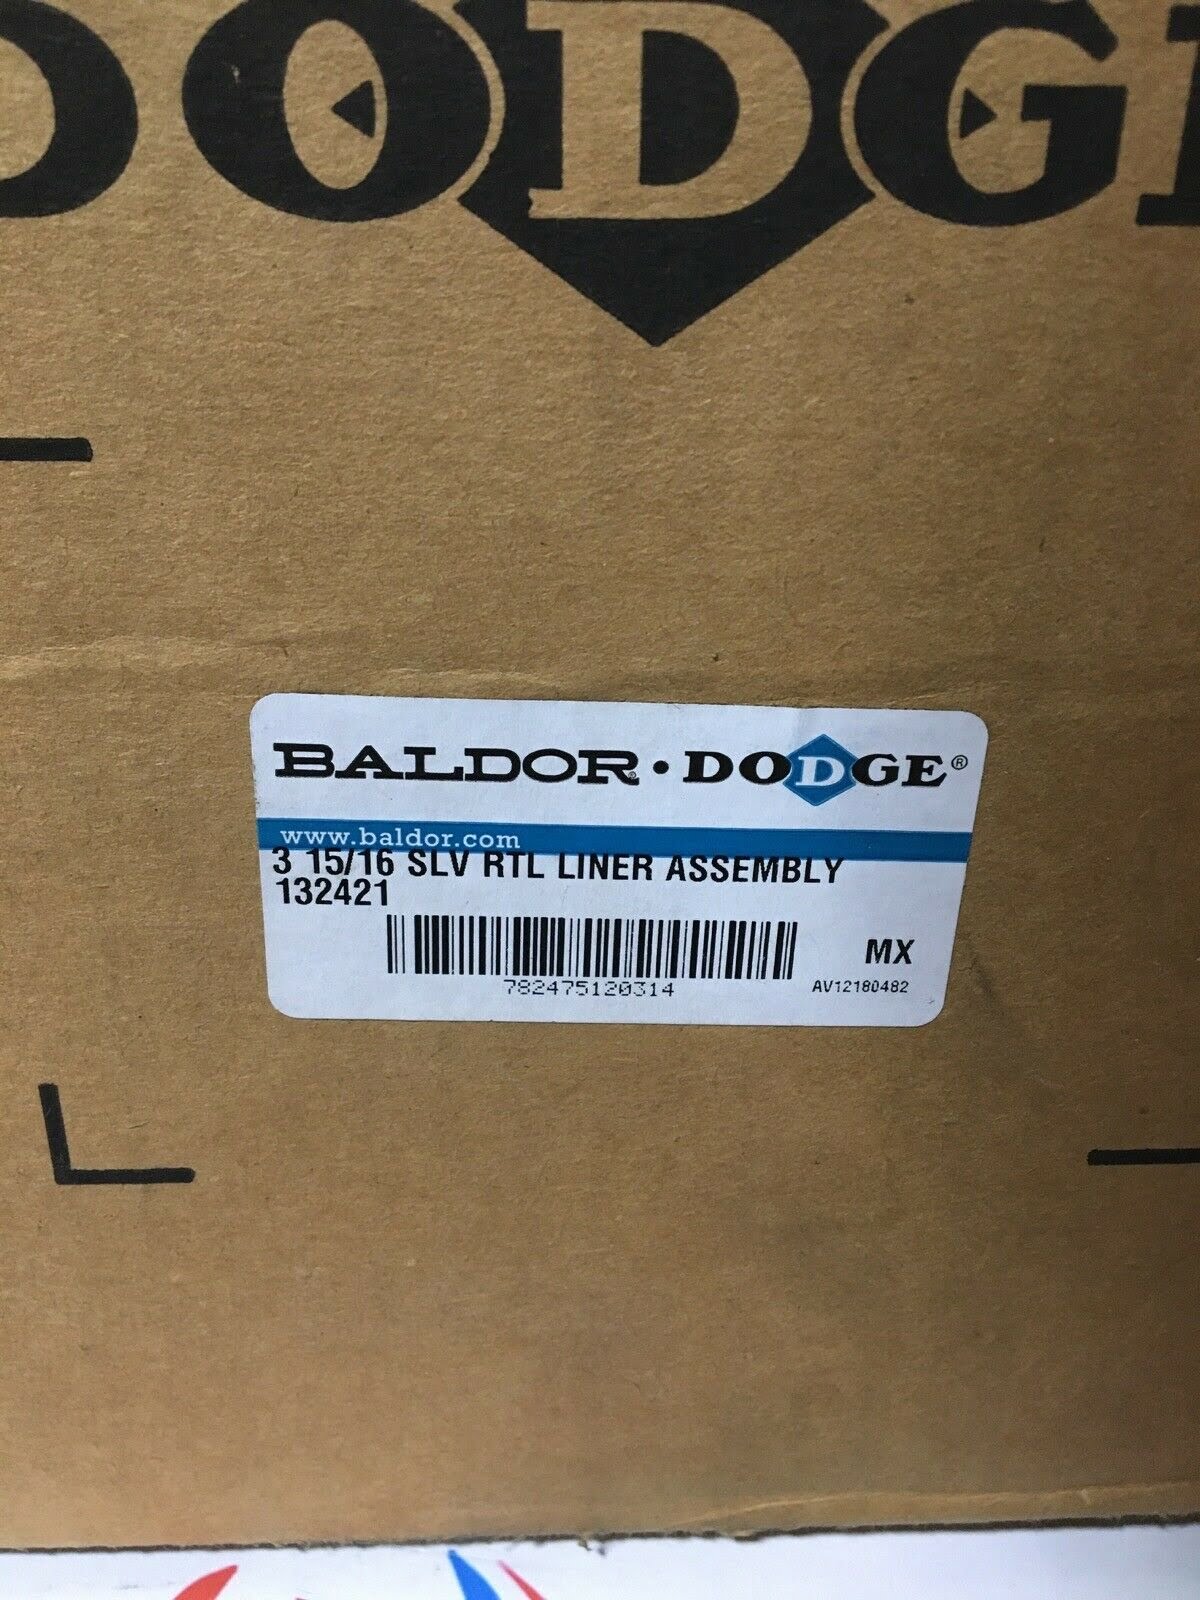 DODGE
BALDOR® • DODGE®
www.baldor.com
3 15/16 SLV RTL LINER ASSEMBLY
132421
MX
782475120314
AV12180482